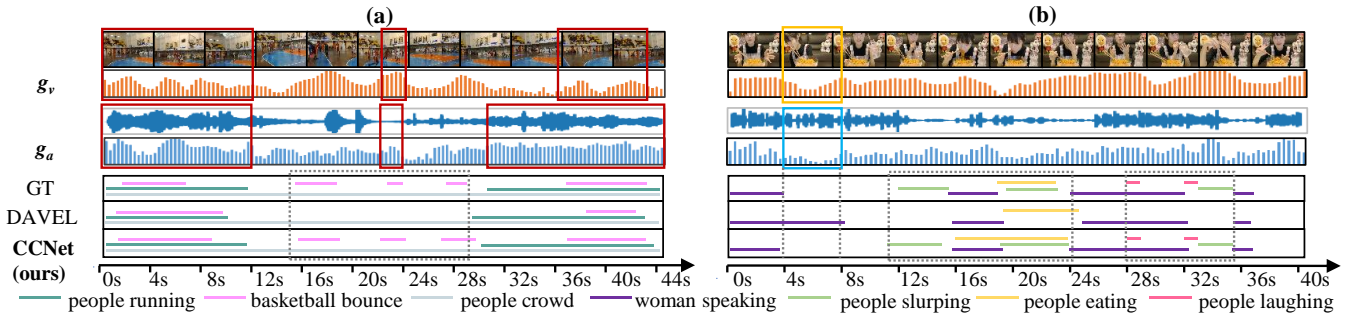 (a)
(b)
g_v
g_a
GT
DAVEL
CCNet
(ours)
0s 4s 8s 12s 16s 20s 24s 28s 32s 36s 44s
0s 4s 8s 12s 16s 20s 24s 28s 32s 36s 40s
people running basketball bounce people crowd woman speaking people slurping people eating people laughing